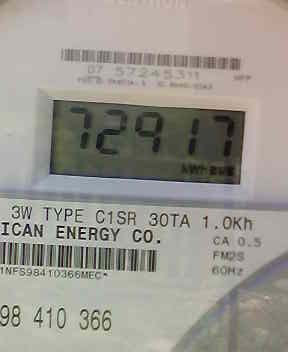 07 57245311
72917
kWh
3W TYPE C1SR 30TA 1.0Kh
ICAN ENERGY CO.
CA 0.5
FM2S
1NFS98410366MEC*
60Hz
98 410 366